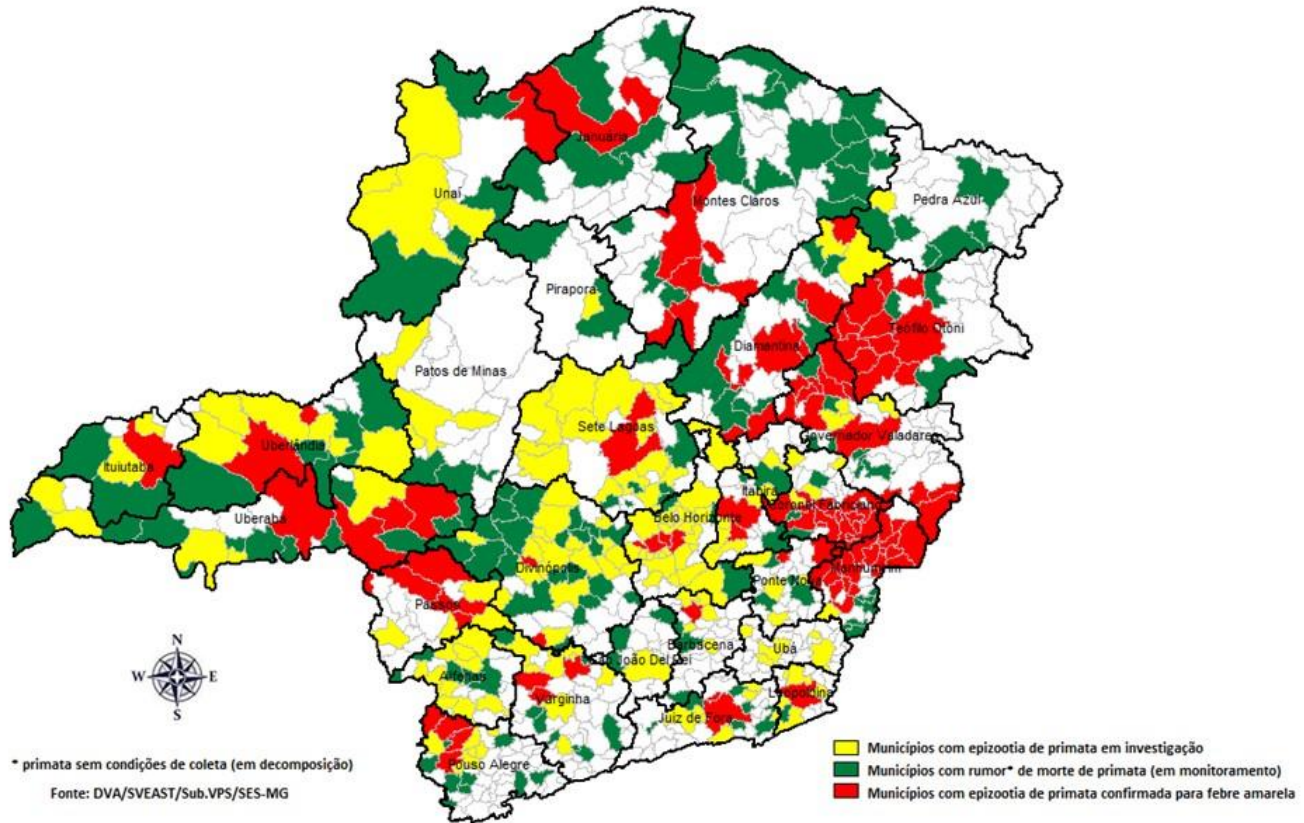 Januária
Unaí
Montes Claros
Pedra Azul
Pirapora
Teófilo Otoni
Diamantina
Patos de Minas
Sete Lagoas
Governador Valadares
Uberlândia
Ituiutaba
Itabira
Coronel Fabriciano
Uberaba
Belo Horizonte
Divinópolis
Manhumirim
Ponte Nova
Passos
Barbacena
Ubá
São João Del Rei
Alfenas
Leopoldina
Varginha
Juiz de Fora
Pouso Alegre
N
W E
S
* primata sem condições de coleta (em decomposição)
Fonte: DVA/SVEAST/Sub.VPS/SES-MG
Municípios com epizootia de primata em investigação
Municípios com rumor* de morte de primata (em monitoramento)
Municípios com epizootia de primata confirmada para febre amarela